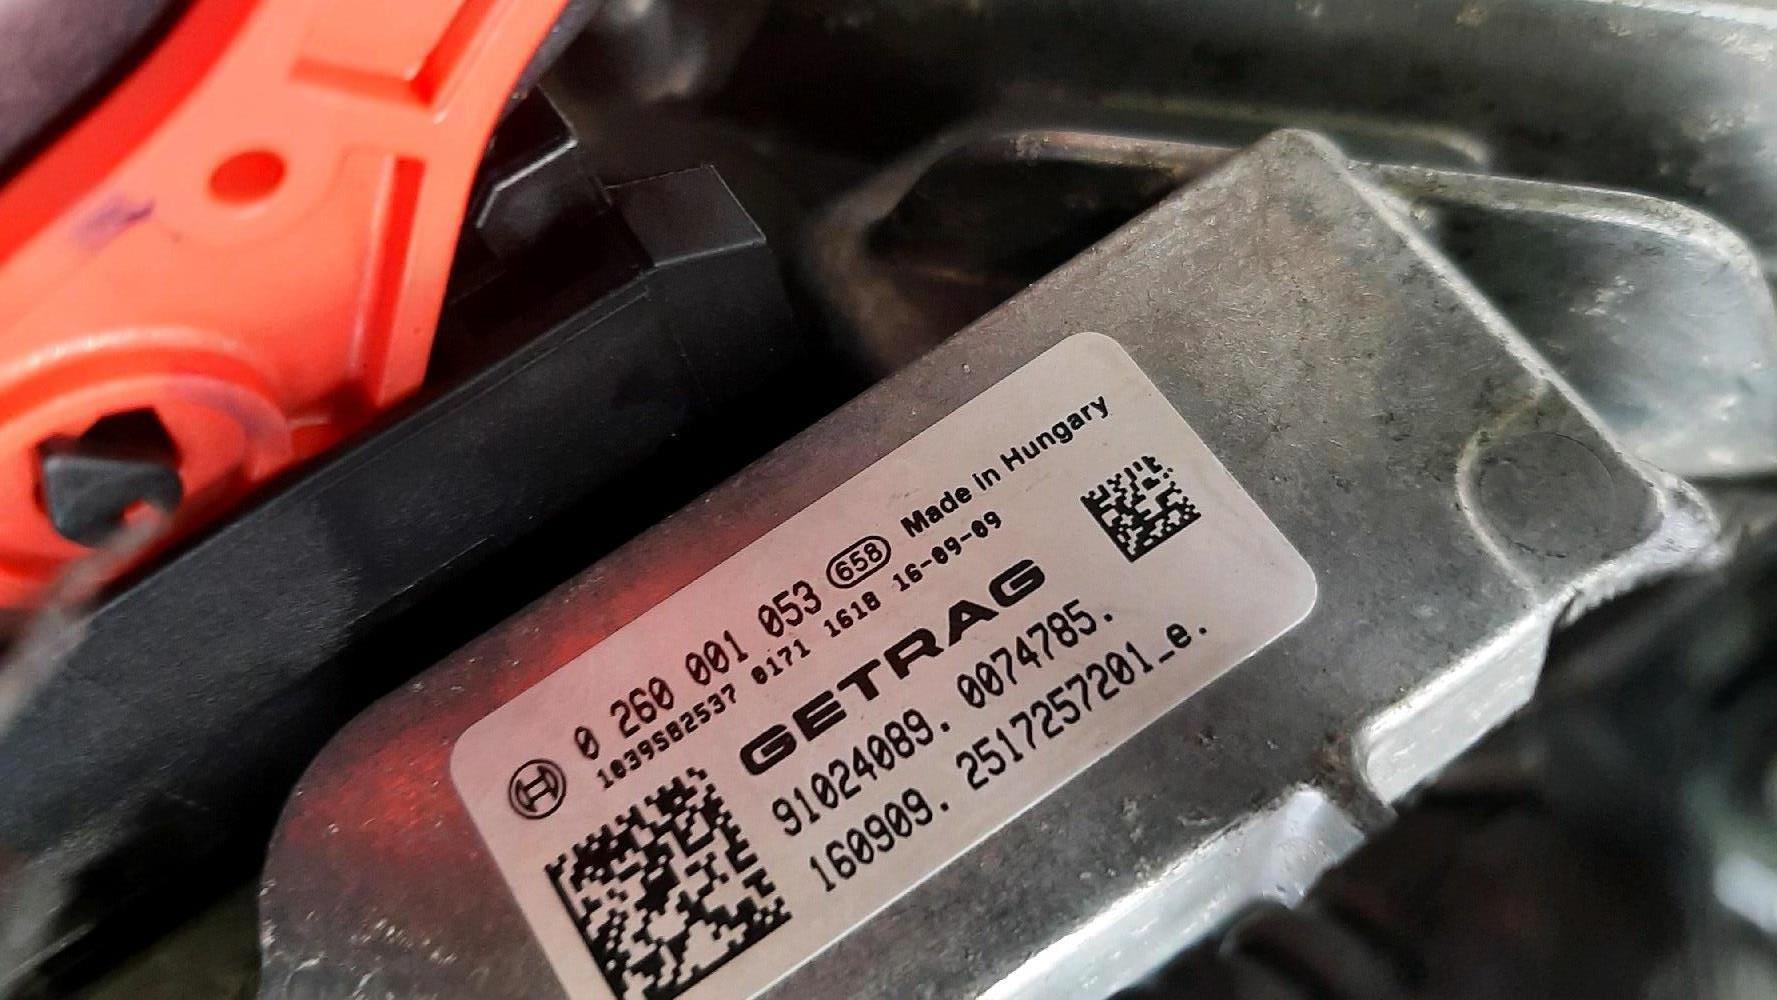 0 260 001 053 658 Made in Hungary
1039S82537 0171 1618 16-09-09
GETRAG
91024089. 0074785.
160909. 2517257201_e.